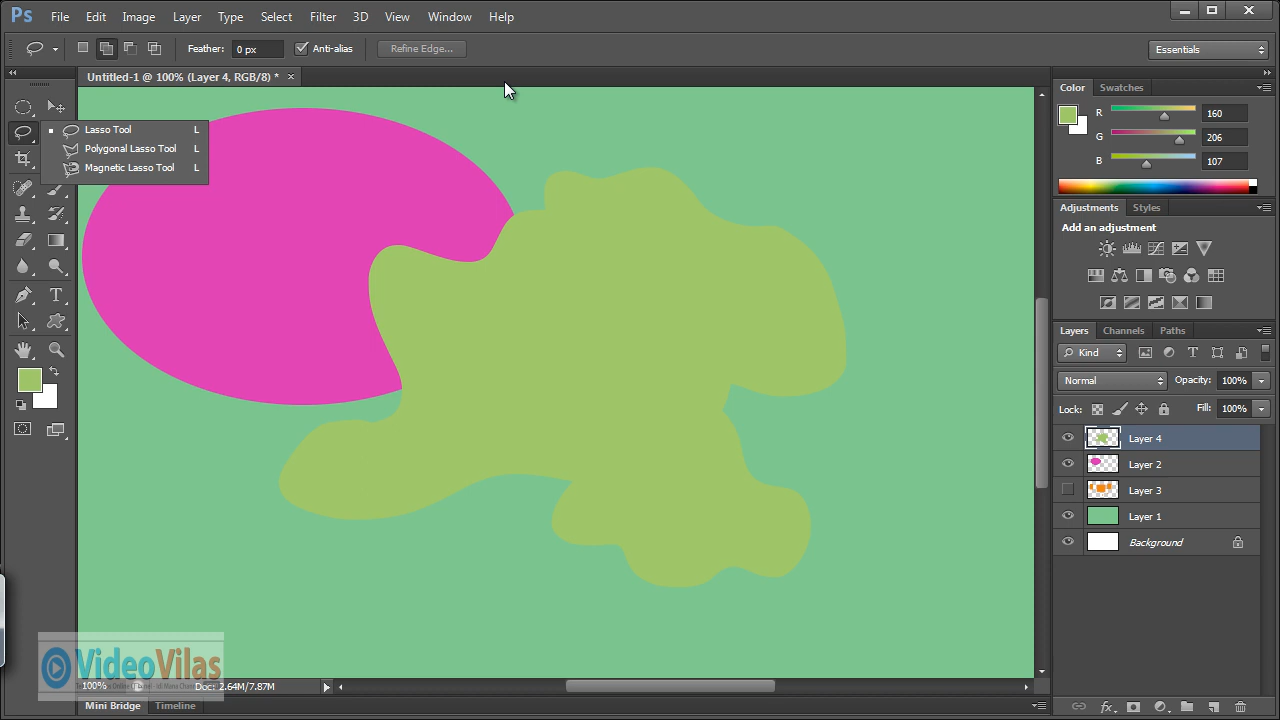 Ps File Edit Image Layer Type Select Filter 3D View Window Help
Feather: 0 px Anti-alias Refine Edge... Essentials
Untitled-1 @ 100% (Layer 4, RGB/8) * ×
Lasso Tool L
Polygonal Lasso Tool L
Magnetic Lasso Tool L
Color Swatches
R 160
G 206
B 107
Adjustments Styles
Add an adjustment
Layers Channels Paths
Kind
Normal Opacity: 100%
Lock: Fill: 100%
Layer 4
Layer 2
Layer 3
Layer 1
Background
fx
VideoVilas
100% Doc: 2.64M/7.87M
Mini Bridge Timeline